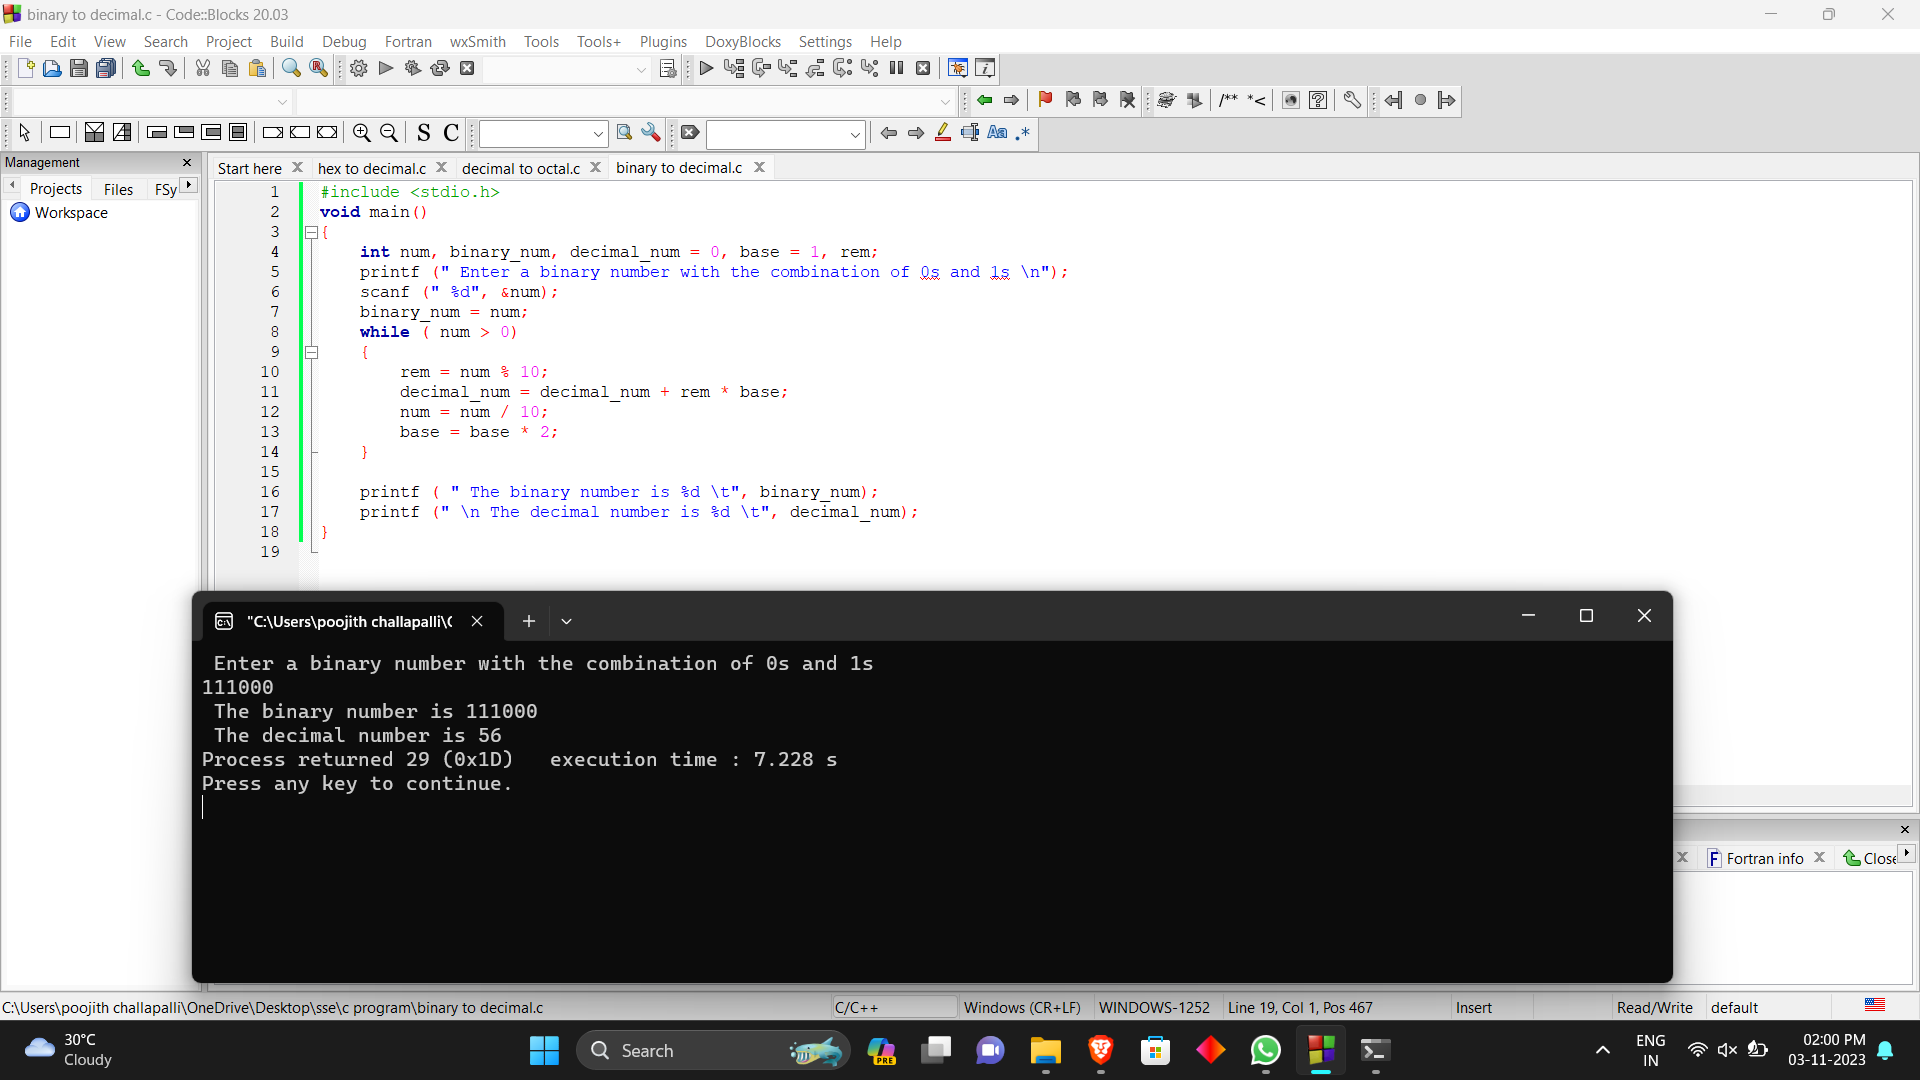 binary to decimal.c - Code::Blocks 20.03
File Edit View Search Project Build Debug Fortran wxSmith Tools Tools+ Plugins DoxyBlocks Settings Help
/** *<
S C Aa .*
Management
Projects Files FSy
Workspace
Start here hex to decimal.c decimal to octal.c binary to decimal.c
1 #include <stdio.h>
2 void main()
3 {
4 int num, binary_num, decimal_num = 0, base = 1, rem;
5 printf (" Enter a binary number with the combination of 0s and 1s \n");
6 scanf (" %d", &num);
7 binary_num = num;
8 while ( num > 0)
9 {
10 rem = num % 10;
11 decimal_num = decimal_num + rem * base;
12 num = num / 10;
13 base = base * 2;
14 }
15
16 printf ( " The binary number is %d \t", binary_num);
17 printf (" \n The decimal number is %d \t", decimal_num);
18 }
19
"C:\Users\poojith challapalli\
Enter a binary number with the combination of 0s and 1s
111000
The binary number is 111000
The decimal number is 56
Process returned 29 (0x1D) execution time : 7.228 s
Press any key to continue.
Fortran info Close
C:\Users\poojith challapalli\OneDrive\Desktop\sse\c program\binary to decimal.c C/C++ Windows (CR+LF) WINDOWS-1252 Line 19, Col 1, Pos 467 Insert Read/Write default
30°C
Cloudy
Search
PRE
ENG
IN
02:00 PM
03-11-2023